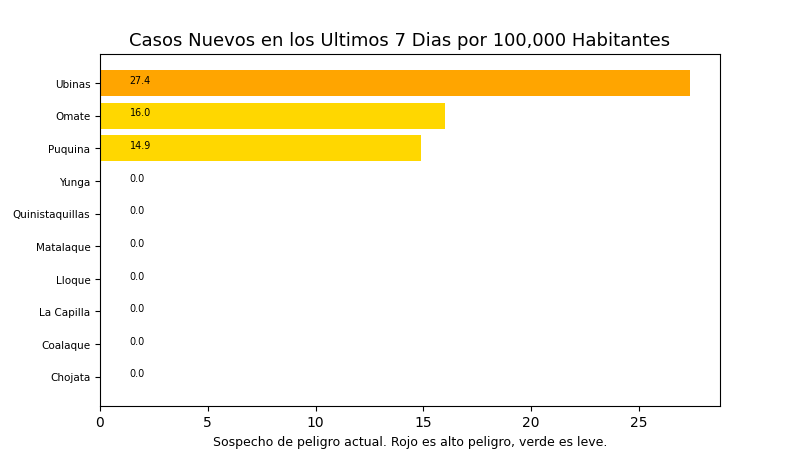 Casos Nuevos en los Ultimos 7 Dias por 100,000 Habitantes
Ubinas 27.4
Omate 16.0
Puquina 14.9
Yunga 0.0
Quinistaquillas 0.0
Matalaque 0.0
Lloque 0.0
La Capilla 0.0
Coalaque 0.0
Chojata 0.0
0 5 10 15 20 25
Sospecho de peligro actual. Rojo es alto peligro, verde es leve.